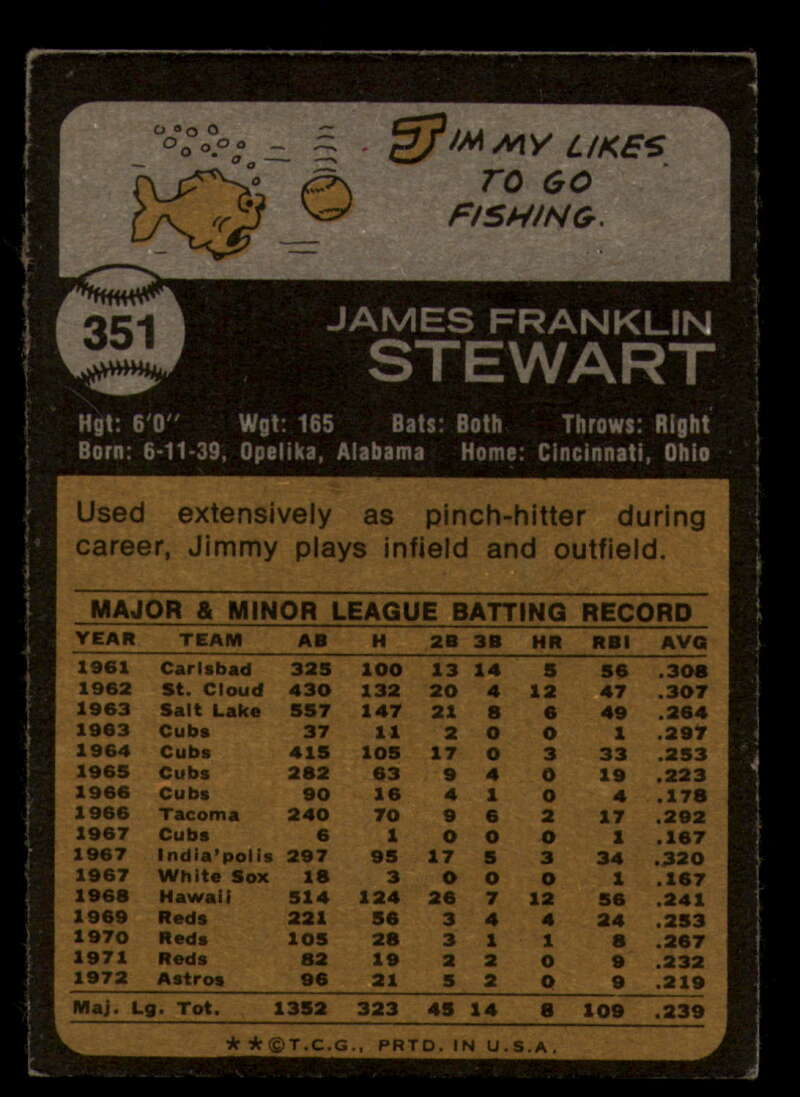 JIMMY LIKES
TO GO
FISHING.
351
JAMES FRANKLIN
STEWART
Hgt: 6'0" Wgt: 165 Bats: Both Throws: Right
Born: 6-11-39, Opelika, Alabama Home: Cincinnati, Ohio
Used extensively as pinch-hitter during
career, Jimmy plays infield and outfield.
MAJOR & MINOR LEAGUE BATTING RECORD
YEAR TEAM AB H 2B 3B HR RBI AVG
1961 Carlsbad 325 100 13 14 5 56 .308
1962 St. Cloud 430 132 20 4 12 47 .307
1963 Salt Lake 557 147 21 8 6 49 .264
1963 Cubs 37 11 2 0 0 1 .297
1964 Cubs 415 105 17 0 3 33 .253
1965 Cubs 282 63 9 4 0 19 .223
1966 Cubs 90 16 4 1 0 4 .178
1966 Tacoma 240 70 9 6 2 17 .292
1967 Cubs 6 1 0 0 0 1 .167
1967 India'polis 297 95 17 5 3 34 .320
1967 White Sox 18 3 0 0 0 1 .167
1968 Hawaii 514 124 26 7 12 56 .241
1969 Reds 221 56 3 4 4 24 .253
1970 Reds 105 28 3 1 1 8 .267
1971 Reds 82 19 2 2 0 9 .232
1972 Astros 96 21 5 2 0 9 .219
Maj. Lg. Tot. 1352 323 45 14 8 109 .239
**©T.C.G., PRTD. IN U.S.A.